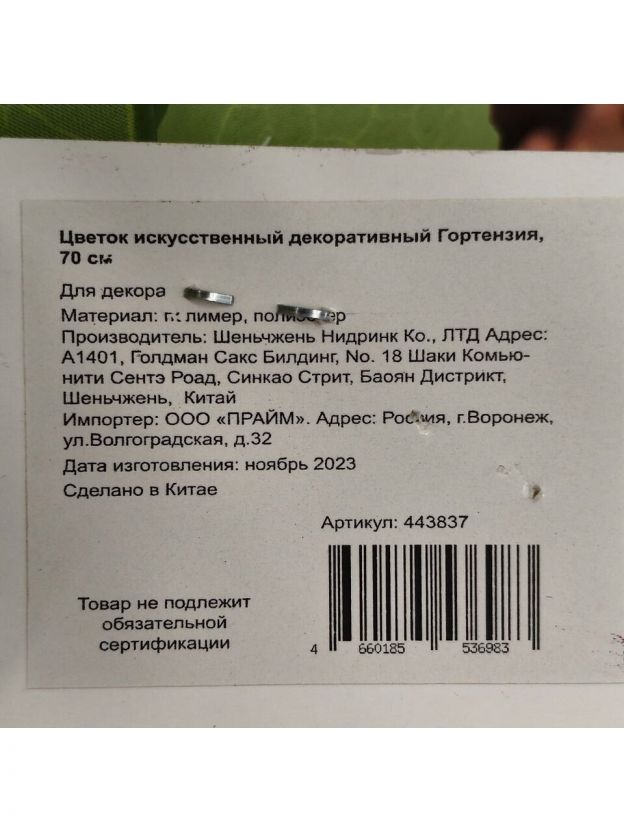 Цветок искусственный декоративный Гортензия,
70 см
Для декора
Материал: полимер, полиэстер
Производитель: Шеньчжень Нидринк Ко., ЛТД Адрес:
А1401, Голдман Сакс Билдинг, No. 18 Шаки Комью-
нити Сентэ Роад, Синкао Стрит, Баоян Дистрикт,
Шеньчжень, Китай
Импортер: ООО «ПРАЙМ». Адрес: Россия, г.Воронеж,
ул.Волгоградская, д.32
Дата изготовления: ноябрь 2023
Сделано в Китае
Артикул: 443837
Товар не подлежит
обязательной
сертификации
4 660185 536983